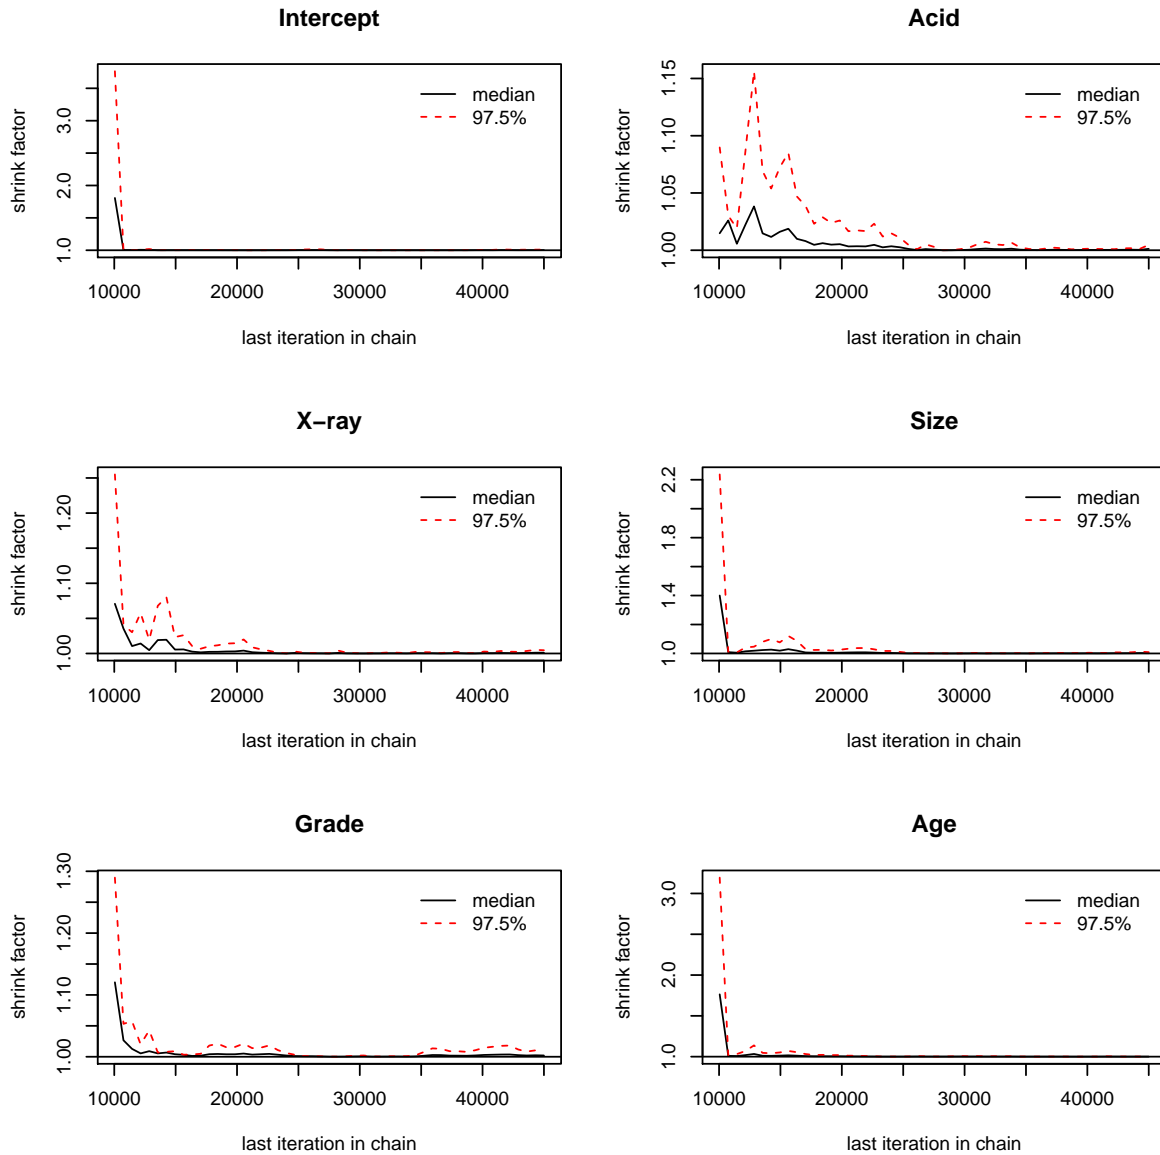 Intercept
shrink factor
1.0 2.0 3.0
median
97.5%
10000 20000 30000 40000
last iteration in chain
Acid
shrink factor
1.00 1.05 1.10 1.15
median
97.5%
10000 20000 30000 40000
last iteration in chain
X−ray
shrink factor
1.00 1.10 1.20
median
97.5%
10000 20000 30000 40000
last iteration in chain
Size
shrink factor
1.0 1.4 1.8 2.2
median
97.5%
10000 20000 30000 40000
last iteration in chain
Grade
shrink factor
1.00 1.10 1.20 1.30
median
97.5%
10000 20000 30000 40000
last iteration in chain
Age
shrink factor
1.0 2.0 3.0
median
97.5%
10000 20000 30000 40000
last iteration in chain